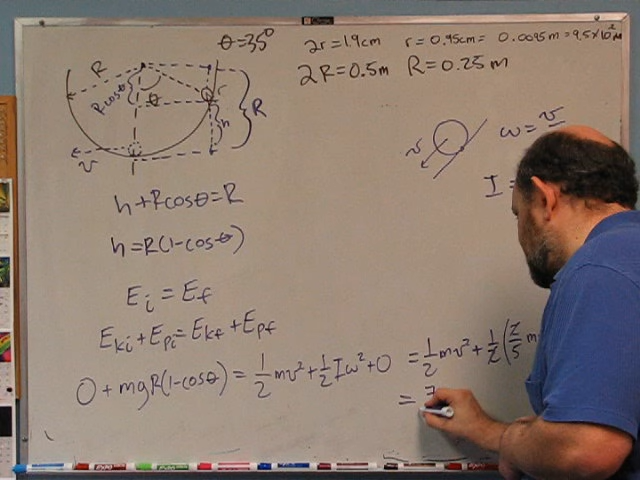 θ=35° 2r=1.9cm r=0.95cm= 0.0095m=9.5×10⁻²m
2R=0.5m R=0.25m
R
Rcosθ
θ
r
h
R
v
v
ω=v
I=
h+Rcosθ=R
h=R(1-cosθ)
Ei=Ef
Eki+Epi=Ekf+Epf
0+mgR(1-cosθ)=1/2mv²+1/2Iω²+0 =1/2mv²+1/2(2/5m
=7